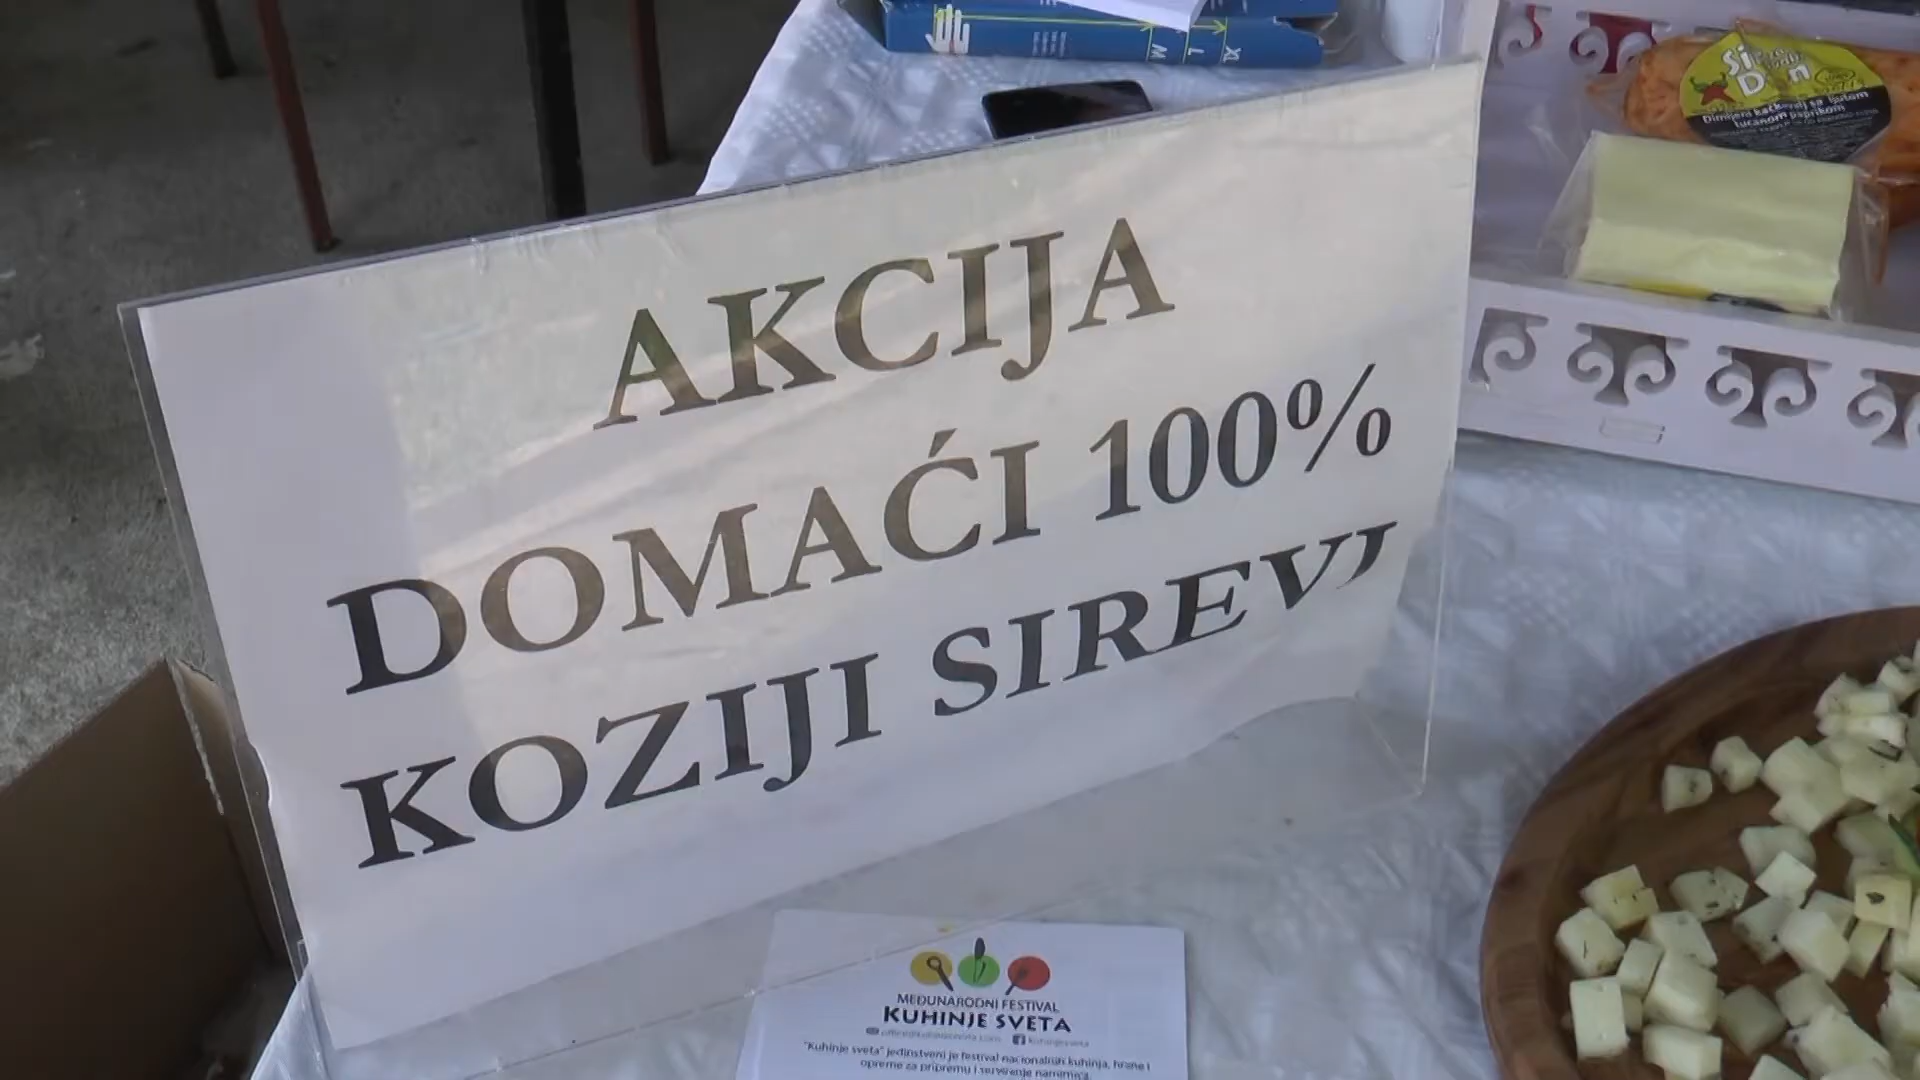 M L XL
Dimljeni kačkavalj sa ljutom
tucanom paprikom
AKCIJA
DOMAĆI 100%
KOZIJI SIREVI
MEĐUNARODNI FESTIVAL
KUHINJE SVETA
"Kuhinje sveta" jedinstveni je festival nacionalnih kuhinja, hrane i
opreme za pripremu i serviranje namirnica.